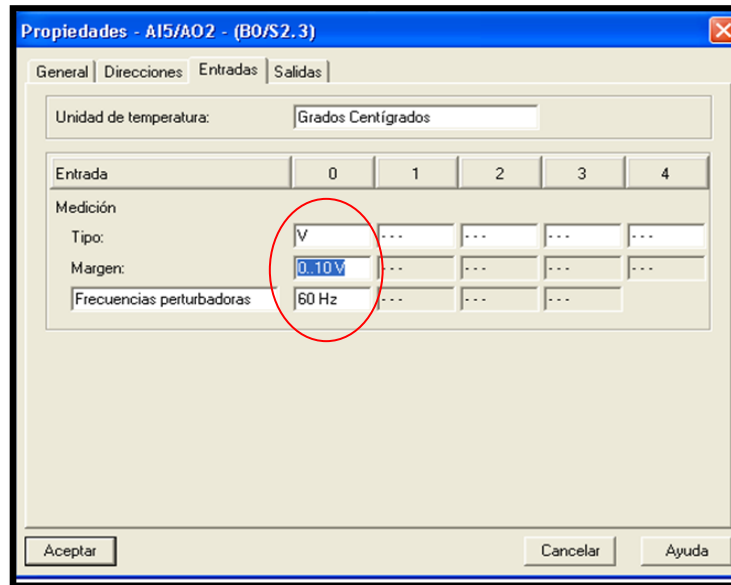 Propiedades - AI5/AO2 - (B0/S2.3)
General Direcciones Entradas Salidas
Unidad de temperatura: Grados Centígrados
Entrada 0 1 2 3 4
Medición
Tipo: V --- --- --- ---
Margen: 0..10 V --- --- --- ---
Frecuencias perturbadoras 60 Hz --- --- ---
Aceptar Cancelar Ayuda